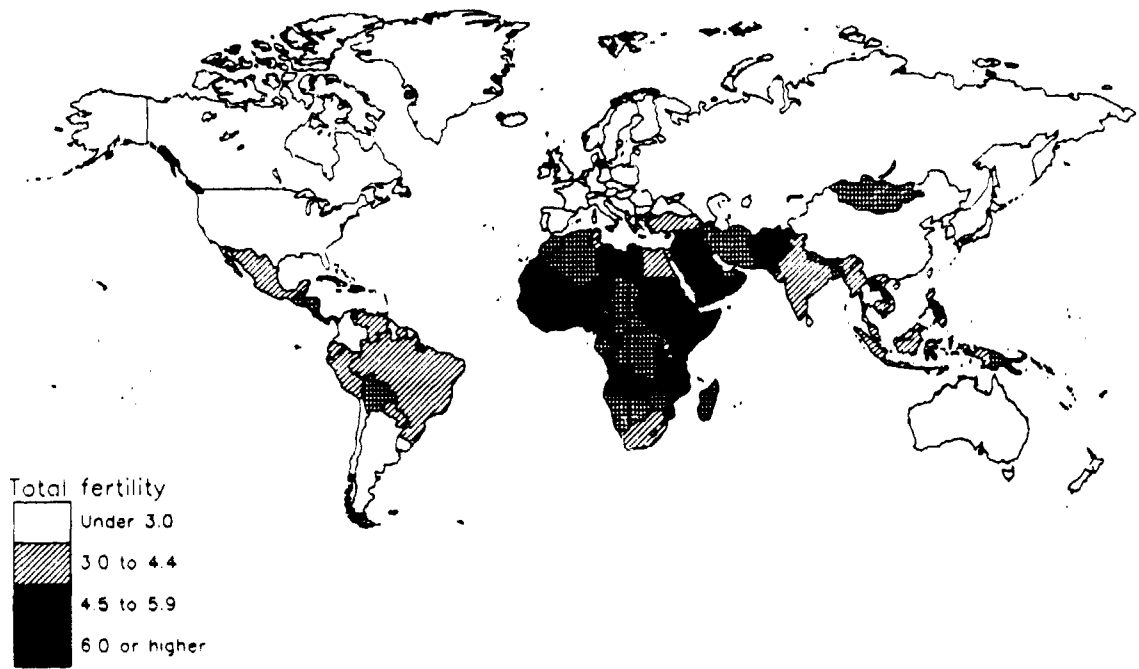 Total fertility
Under 3.0
3.0 to 4.4
4.5 to 5.9
6.0 or higher